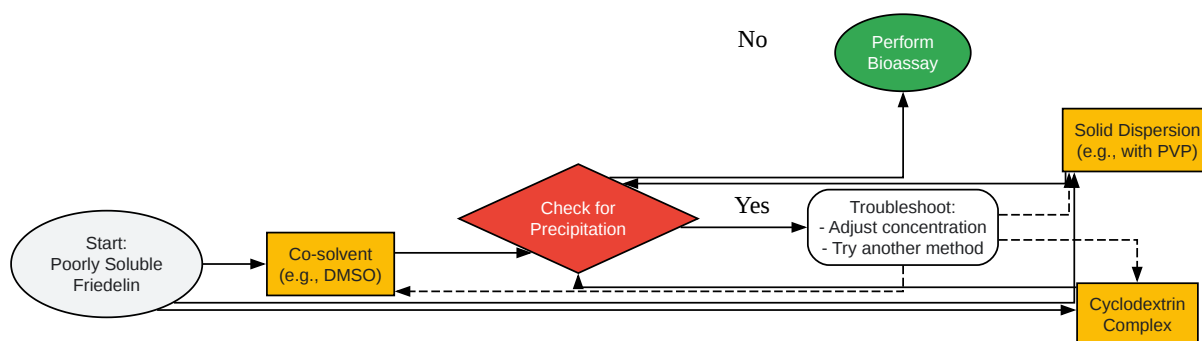 No
Perform
Bioassay
Solid Dispersion
(e.g., with PVP)
Check for
Precipitation
Yes
Troubleshoot:
- Adjust concentration
- Try another method
Start:
Poorly Soluble
Friedelin
Co-solvent
(e.g., DMSO)
Cyclodextrin
Complex